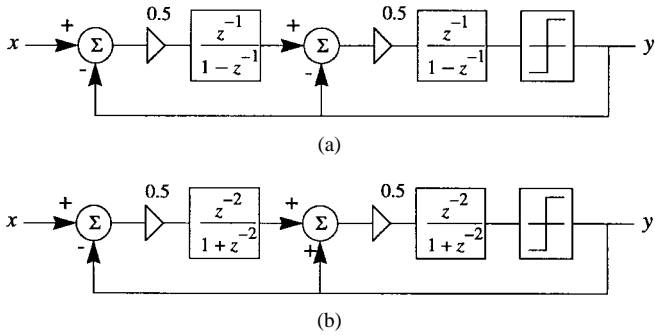 0.5 0.5
x + Σ z⁻¹ + Σ z⁻¹ y
- 1 − z⁻¹ - 1 − z⁻¹
(a)
0.5 0.5
x + Σ z⁻² + Σ z⁻² y
- 1 + z⁻² + 1 + z⁻²
(b)